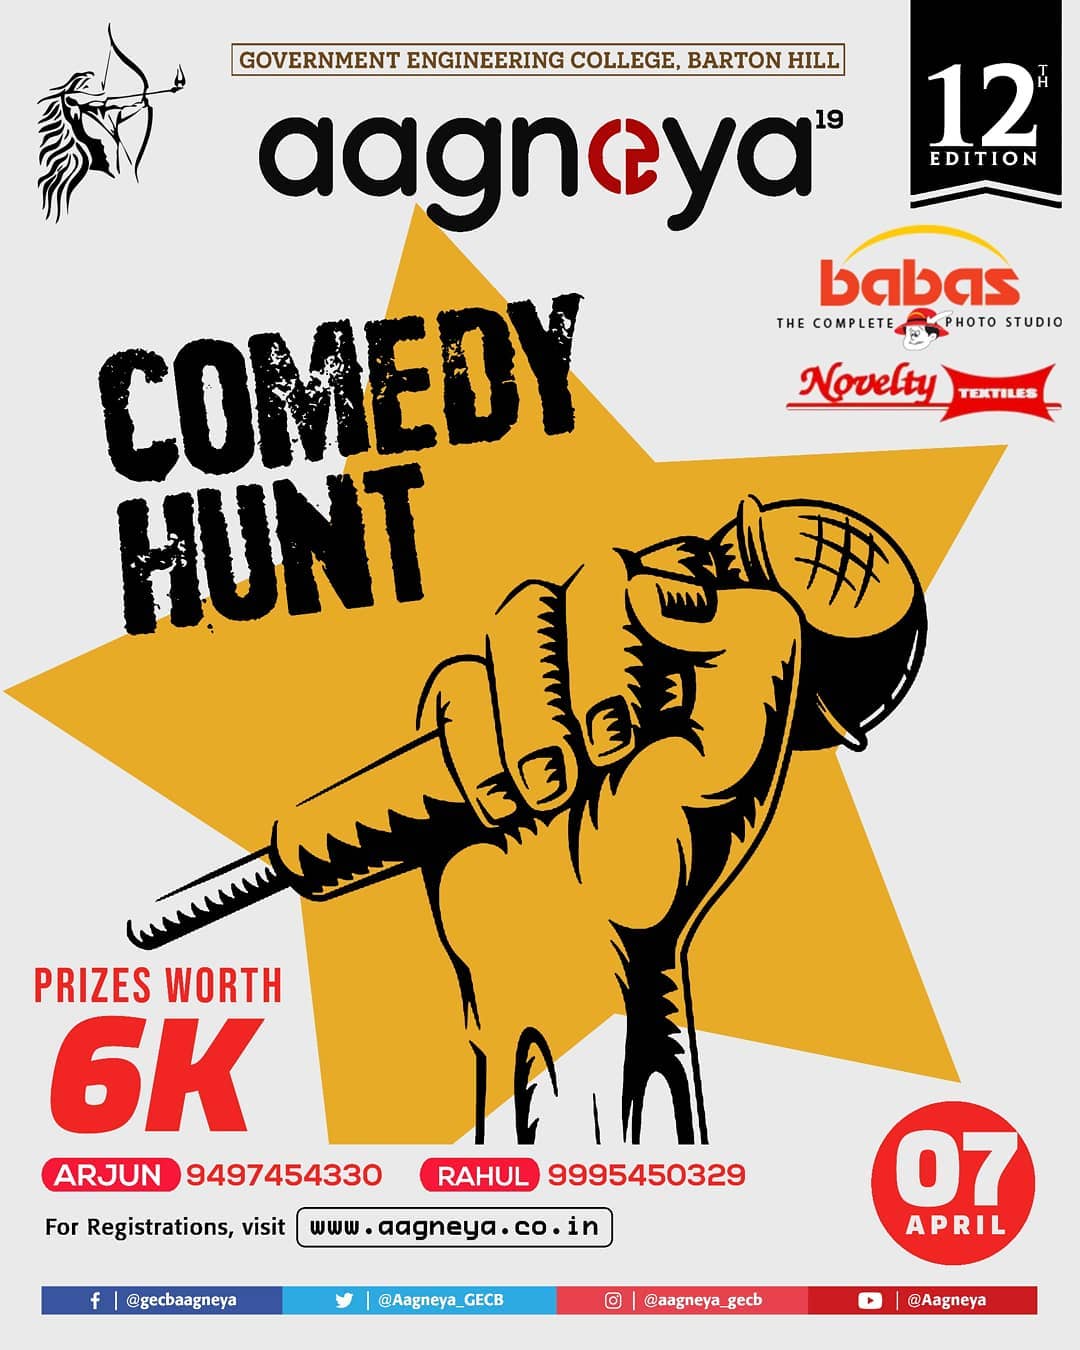 GOVERNMENT ENGINEERING COLLEGE, BARTON HILL
aagneya19
12TH
EDITION
babas
THE COMPLETE PHOTO STUDIO
Novelty TEXTILES
COMEDY
HUNT
PRIZES WORTH
6K
ARJUN 9497454330 RAHUL 9995450329
For Registrations, visit www.aagneya.co.in
07
APRIL
f | @gecbaagneya | @Aagneya_GECB | @aagneya_gecb | @Aagneya